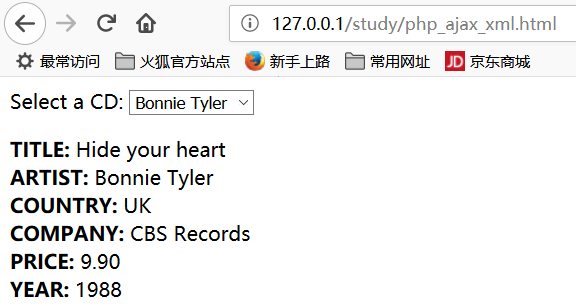 127.0.0.1/study/php_ajax_xml.html
最常访问 火狐官方站点 新手上路 常用网址 JD 京东商城
Select a CD: Bonnie Tyler
TITLE: Hide your heart
ARTIST: Bonnie Tyler
COUNTRY: UK
COMPANY: CBS Records
PRICE: 9.90
YEAR: 1988